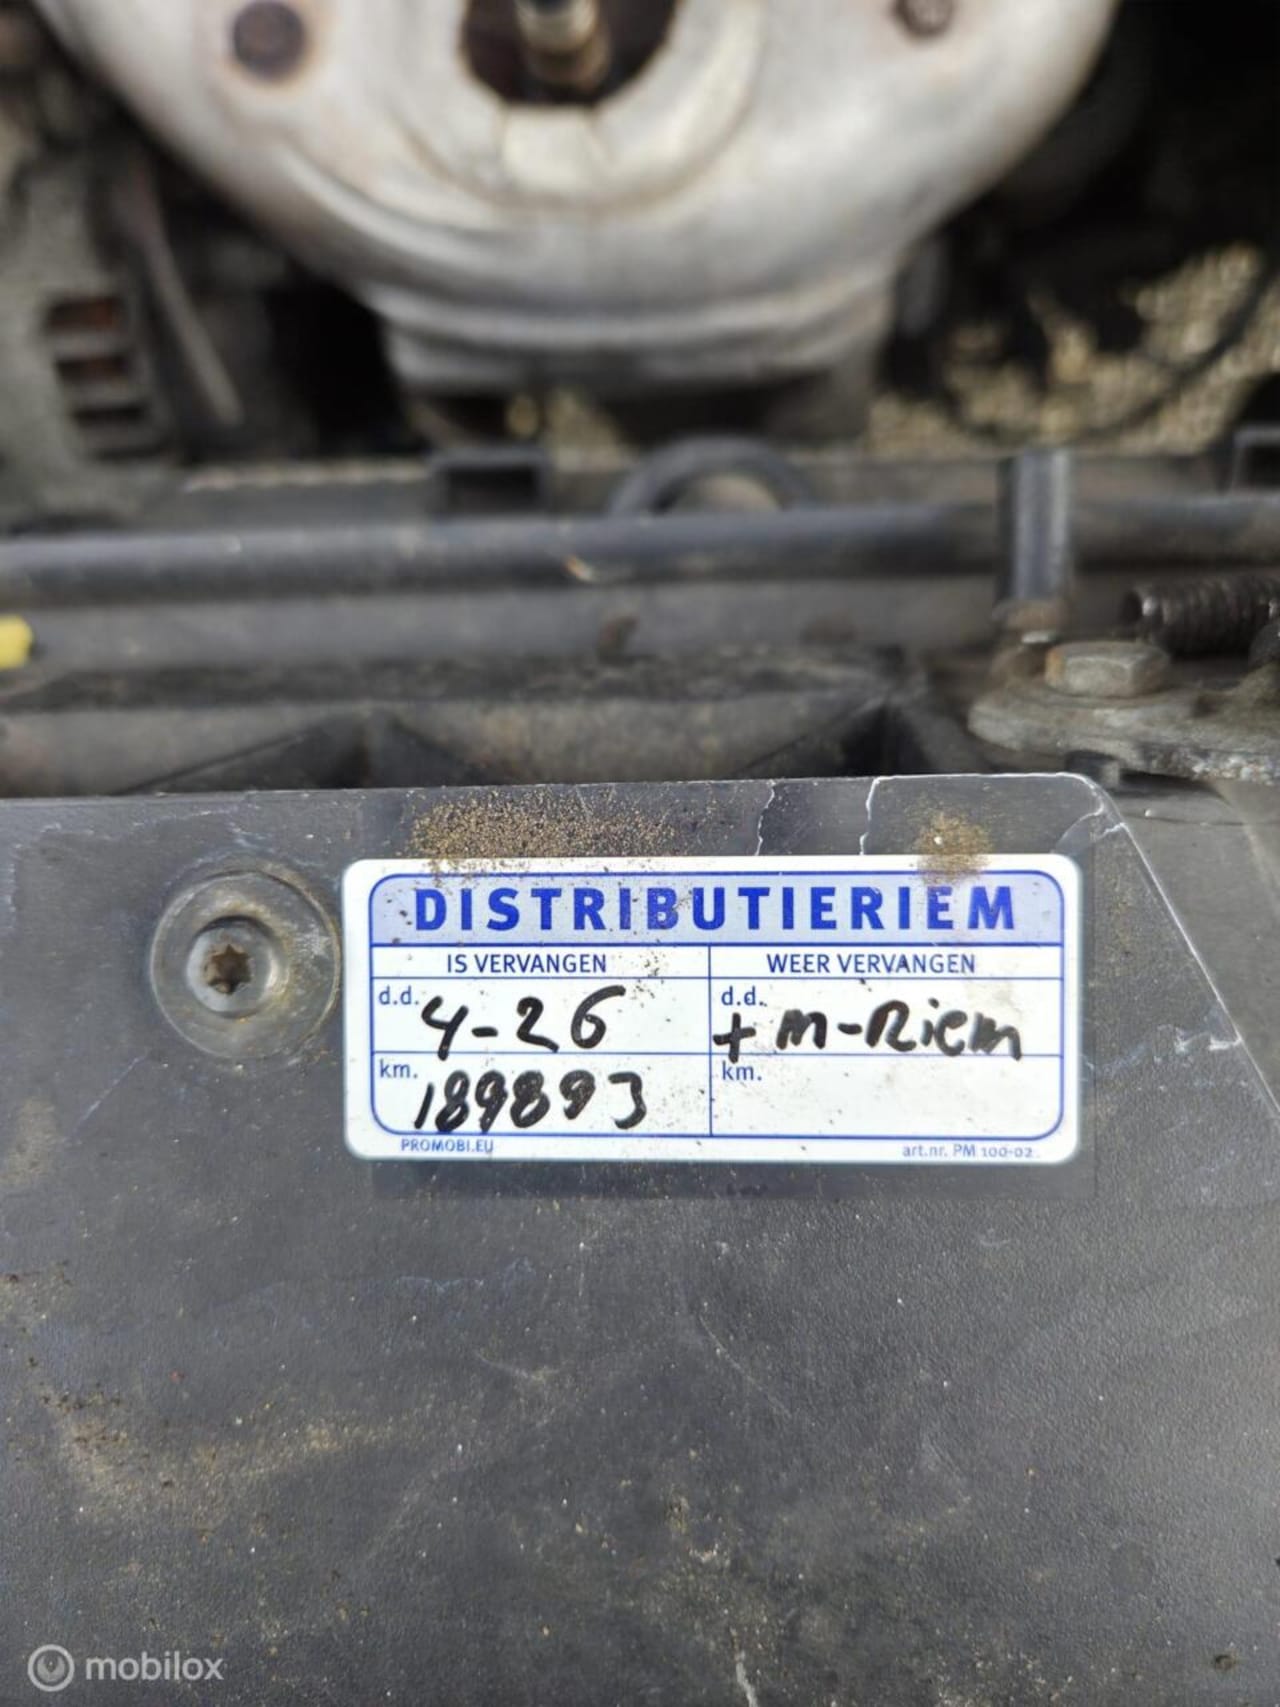 DISTRIBUTIERIEM
IS VERVANGEN WEER VERVANGEN
d.d. 4-26 d.d. + m-Riem
km. 189893 km.
PROMOBI.EU art.nr. PM 100-02.
mobilox